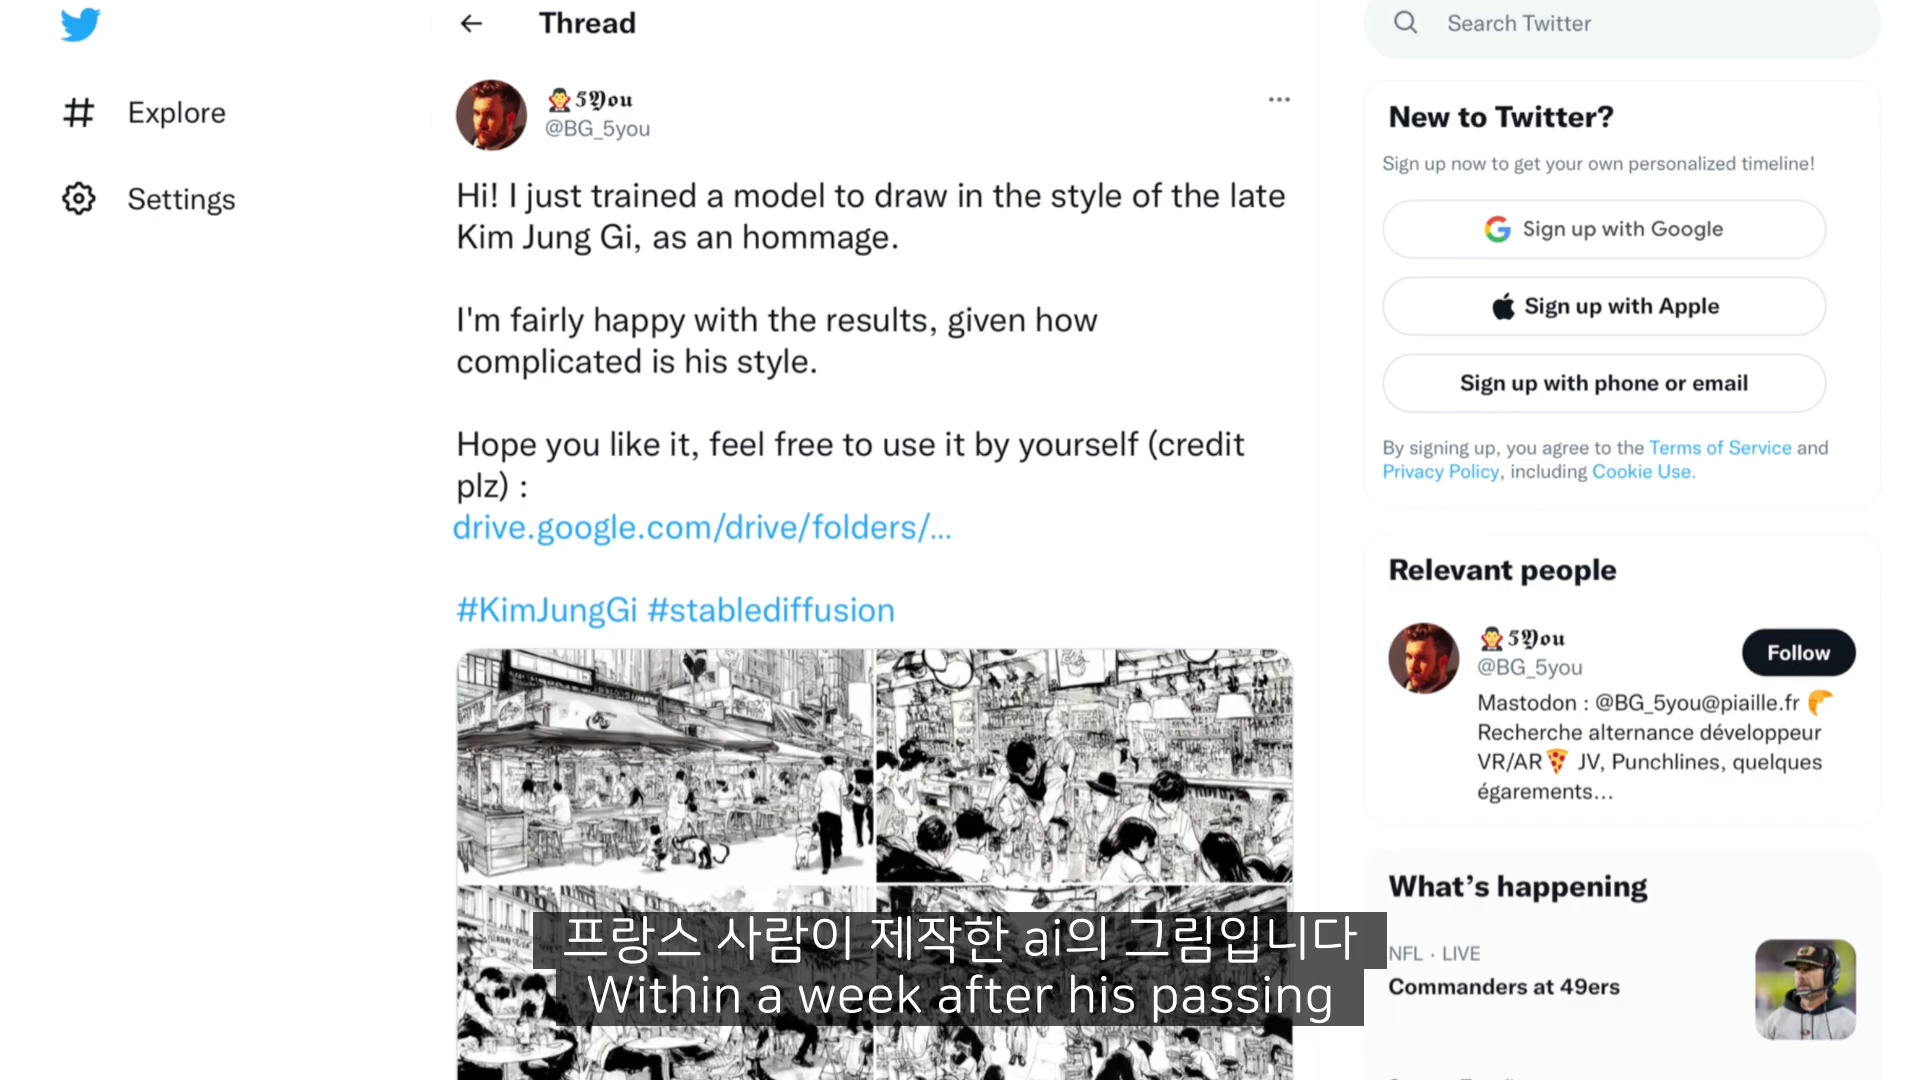 Thread
Search Twitter
Explore
Settings
5You
@BG_5you
Hi! I just trained a model to draw in the style of the late
Kim Jung Gi, as an hommage.
I'm fairly happy with the results, given how
complicated is his style.
Hope you like it, feel free to use it by yourself (credit
plz) :
drive.google.com/drive/folders/...
#KimJungGi #stablediffusion
프랑스 사람이 제작한 ai의 그림입니다
Within a week after his passing
New to Twitter?
Sign up now to get your own personalized timeline!
Sign up with Google
Sign up with Apple
Sign up with phone or email
By signing up, you agree to the Terms of Service and
Privacy Policy, including Cookie Use.
Relevant people
5You
@BG_5you
Follow
Mastodon : @BG_5you@piaille.fr
Recherche alternance développeur
VR/AR JV, Punchlines, quelques
égarements...
What's happening
NFL · LIVE
Commanders at 49ers